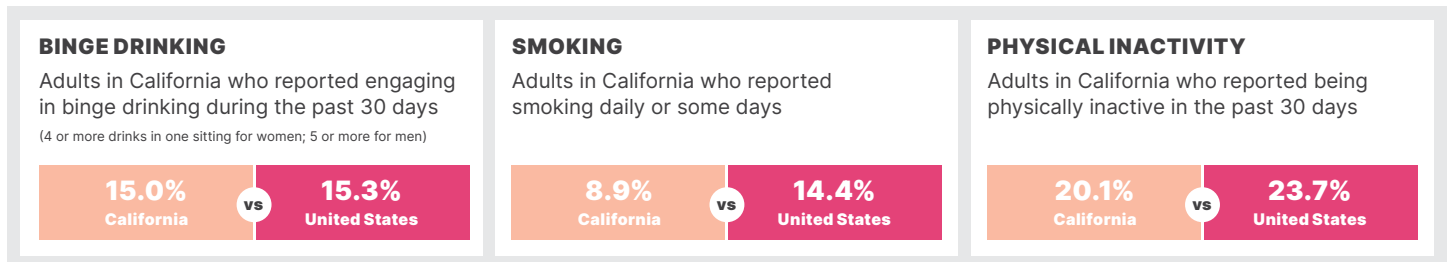 BINGE DRINKING
Adults in California who reported engaging
in binge drinking during the past 30 days
(4 or more drinks in one sitting for women; 5 or more for men)
15.0%
California
vs
15.3%
United States
SMOKING
Adults in California who reported
smoking daily or some days
8.9%
California
vs
14.4%
United States
PHYSICAL INACTIVITY
Adults in California who reported being
physically inactive in the past 30 days
20.1%
California
vs
23.7%
United States